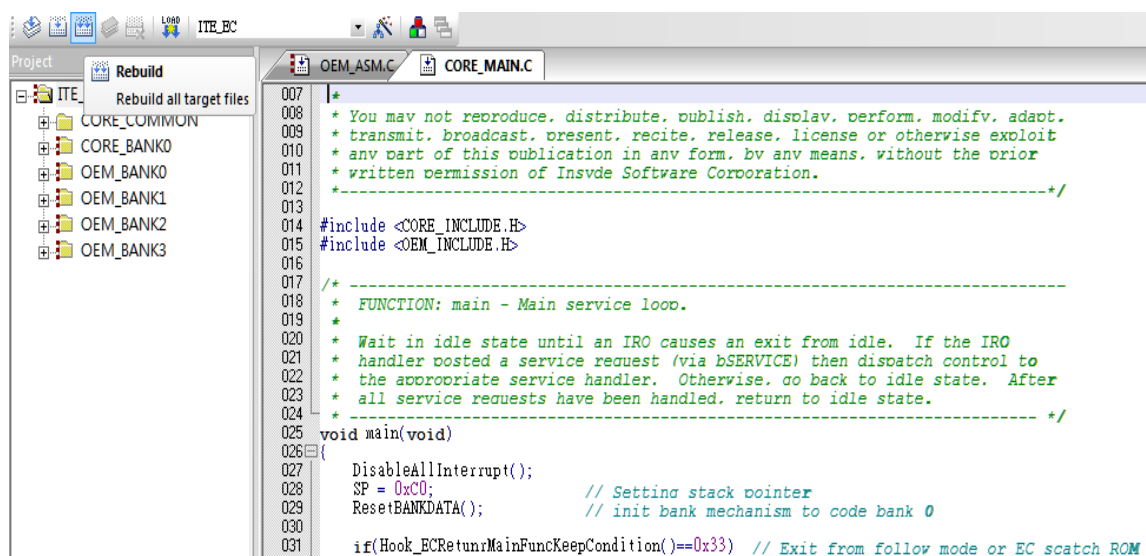 LOAD ITE_EC
Project
Rebuild
Rebuild all target files
ITE_
CORE_COMMON
CORE_BANK0
OEM_BANK0
OEM_BANK1
OEM_BANK2
OEM_BANK3
OEM_ASM.C CORE_MAIN.C
007 *
008 * You may not reproduce, distribute, publish, display, perform, modify, adapt,
009 * transmit, broadcast, present, recite, release, license or otherwise exploit
010 * any part of this publication in any form, by any means, without the prior
011 * written permission of Insyde Software Corporation.
012 *-----------------------------------------------------------------------------*/
013
014 #include <CORE_INCLUDE.H>
015 #include <OEM_INCLUDE.H>
016
017 /* -----------------------------------------------------------------------------
018 * FUNCTION: main - Main service loop.
019 *
020 * Wait in idle state until an IRQ causes an exit from idle. If the IRQ
021 * handler posted a service request (via bSERVICE) then dispatch control to
022 * the appropriate service handler. Otherwise, go back to idle state. After
023 * all service requests have been handled, return to idle state.
024 * -------------------------------------------------------------------------- */
025 void main(void)
026 {
027 DisableAllInterrupt();
028 SP = 0xC0; // Setting stack pointer
029 ResetBANKDATA(); // init bank mechanism to code bank 0
030
031 if(Hook_ECRetunrMainFuncKeepCondition()==0x33) // Exit from follow mode or EC scatch ROM